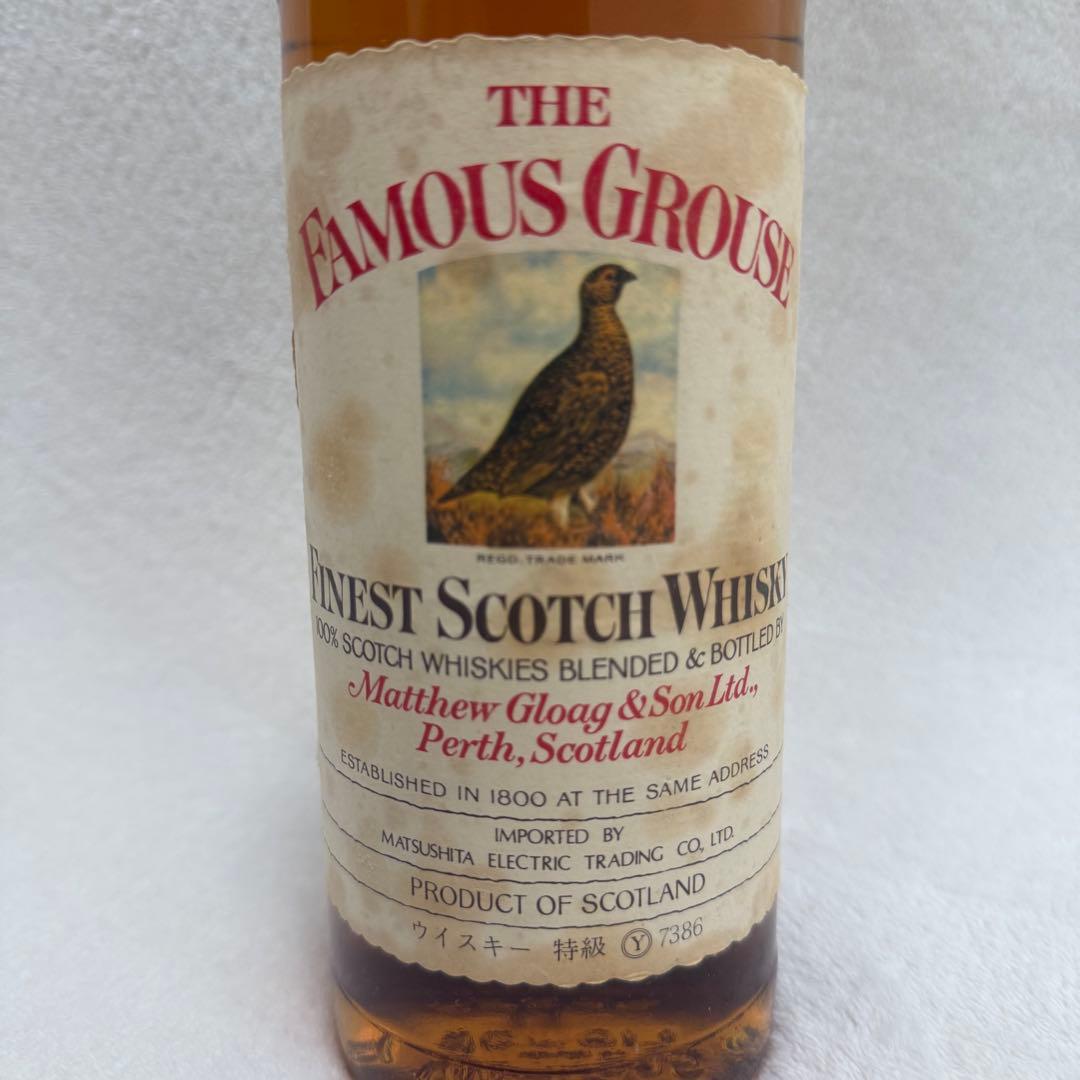 THE
FAMOUS GROUSE
REGD. TRADE MARK
FINEST SCOTCH WHISKY
100% SCOTCH WHISKIES BLENDED & BOTTLED BY
Matthew Gloag & Son Ltd.,
Perth, Scotland
ESTABLISHED IN 1800 AT THE SAME ADDRESS
IMPORTED BY
MATSUSHITA ELECTRIC TRADING CO., LTD.
PRODUCT OF SCOTLAND
ウイスキー 特級 Ⓨ 7386